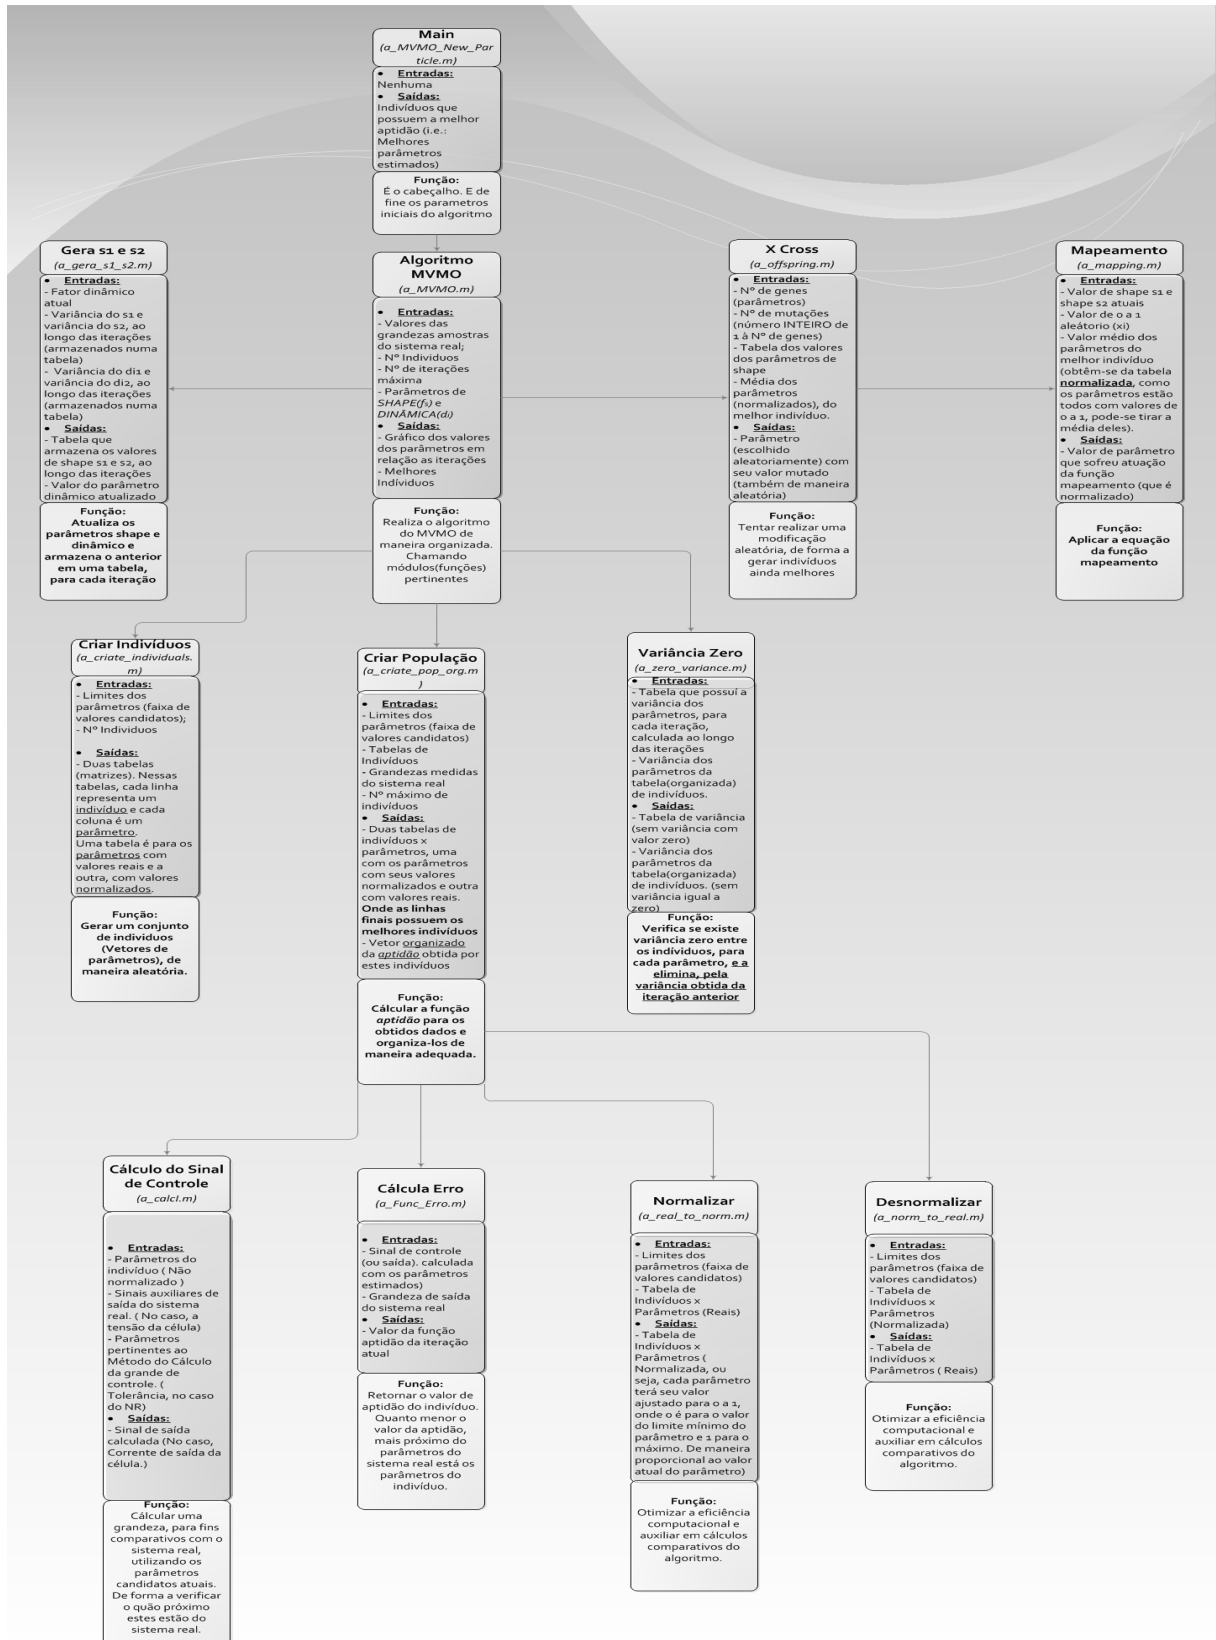 Main
(a_MVMO_New_Par
ticle.m)
• Entradas:
Nenhuma
• Saídas:
Indivíduos que
possuem a melhor
aptidão (i.e.:
Melhores
parâmetros
estimados)
Função:
É o cabeçalho. E de
fine os parametros
iniciais do algoritmo
Gera s1 e s2
(a_gera_s1_s2.m)
• Entradas:
- Fator dinâmico
atual
- Variância do s1 e
variância do s2, ao
longo das iterações
(armazenados numa
tabela)
- Variância do di1 e
variância do di2, ao
longo das iterações
(armazenados numa
tabela)
• Saídas:
- Tabela que
armazena os valores
de shape s1 e s2, ao
longo das iterações
- Valor do parâmetro
dinâmico atualizado
Função:
Atualiza os
parâmetros shape e
dinâmico e
armazena o anterior
em uma tabela,
para cada iteração
Algoritmo
MVMO
(a_MVMO.m)
• Entradas:
- Valores das
grandezas amostras
do sistema real;
- Nº Individuos
- Nº de iterações
máxima
- Parâmetros de
SHAPE(fs) e
DINÂMICA(di)
• Saídas:
- Gráfico dos valores
dos parâmetros em
relação as iterações
- Melhores
Indíviduos
Função:
Realiza o algoritmo
do MVMO de
maneira organizada.
Chamando
módulos(funções)
pertinentes
X Cross
(a_offspring.m)
• Entradas:
- Nº de genes
(parâmetros)
- Nº de mutações
(número INTEIRO de
1 à Nº de genes)
- Tabela dos valores
dos parâmetros de
shape
- Média dos
parâmetros
(normalizados), do
melhor indivíduo.
• Saídas:
- Parâmetro
(escolhido
aleatoriamente) com
seu valor mutado
(também de maneira
aleatória)
Função:
Tentar realizar uma
modificação
aleatória, de forma a
gerar indivíduos
ainda melhores
Mapeamento
(a_mapping.m)
• Entradas:
- Valor de shape s1 e
shape s2 atuais
- Valor de 0 a 1
aleátorio (xi)
- Valor médio dos
parâmetros do
melhor indivíduo
(obtêm-se da tabela
normalizada, como
os parâmetros estão
todos com valores de
0 a 1, pode-se tirar a
média deles).
• Saídas:
- Valor de parâmetro
que sofreu atuação
da função
mapeamento (que é
normalizado)
Função:
Aplicar a equação
da função
mapeamento
Criar Indivíduos
(a_criate_individuals.
m)
• Entradas:
- Limites dos
parâmetros (faixa de
valores candidatos);
- Nº Individuo
• Saídas:
- Duas tabelas
(matrizes). Nessas
tabelas, cada linha
representa um
indivíduo e cada
coluna é um
parâmetro.
Uma tabela é para os
parâmetros com
valores reais e a
outra, com valores
normalizados.
Função:
Gerar um conjunto
de individuos
(Vetores de
parâmetros), de
maneira aleatória.
Criar População
(a_criate_pop_org.m
)
• Entradas:
- Limites dos
parâmetros (faixa de
valores candidatos)
- Tabelas de
Indivíduos
- Grandezas medidas
do sistema real
- Nº máximo de
indivíduos
• Saídas:
- Duas tabelas de
indivíduos x
parâmetros, uma
com os parâmetros
com seus valores
normalizados e outra
com valores reais.
Onde as linhas
finais possuem os
melhores indivíduos
- Vetor organizado
da aptidão obtida por
estes indivíduos
Função:
Cálcular a função
aptidão para os
obtidos dados e
organiza-los de
maneira adequada.
Variância Zero
(a_zero_variance.m)
• Entradas:
- Tabela que possuí a
variância dos
parâmetros, para
cada iteração,
calculada ao longo
das iterações
- Variância dos
parâmetros da
tabela(organizada)
de indivíduos.
• Saídas:
- Tabela de variância
(sem variância com
valor zero)
- Variância dos
parâmetros da
tabela(organizada)
de indivíduos. (sem
variância igual a
zero)
Função:
Verifica se existe
variância zero entre
os indíviduos, para
cada parâmetro, e a
elimina, pela
variância obtida da
iteração anterior
Cálculo do Sinal
de Controle
(a_calcI.m)
• Entradas:
- Parâmetros do
indivíduo ( Não
normalizado )
- Sinais auxiliares de
saída do sistema
real. ( No caso, a
tensão da célula)
- Parâmetros
pertinentes ao
Método do Cálculo
da grande de
controle. (
Tolerância, no caso
do NR)
• Saídas:
- Sinal de saída
calculada (No caso,
Corrente de saída da
célula.)
Função:
Cálcular uma
grandeza, para fins
comparativos com o
sistema real,
utilizando os
parâmetros
candidatos atuais.
De forma a verificar
o quão próximo
estes estão do
sistema real.
Cálcula Erro
(a_Func_Erro.m)
• Entradas:
- Sinal de controle
(ou saída). calculada
com os parâmetros
estimados)
- Grandeza de saída
do sistema real
• Saídas:
- Valor da função
aptidão da iteração
atual
Função:
Retornar o valor de
aptidão do indivíduo.
Quanto menor o
valor da aptidão,
mais próximo do
parâmetros do
sistema real está os
parâmetros do
indivíduo.
Normalizar
(a_real_to_norm.m)
• Entradas:
- Limites dos
parâmetros (faixa de
valores candidatos)
- Tabela de
Indivíduos x
Parâmetros (Reais)
• Saídas:
- Tabela de
Indivíduos x
Parâmetros (
Normalizada, ou
seja, cada parâmetro
terá seu valor
ajustado para 0 a 1,
onde 0 é para o valor
do limite mínimo do
parâmetro e 1 para o
máximo. De maneira
proporcional ao valor
atual do parâmetro)
Função:
Otimizar a eficiência
computacional e
auxiliar em cálculos
comparativos do
algoritmo.
Desnormalizar
(a_norm_to_real.m)
• Entradas:
- Limites dos
parâmetros (faixa de
valores candidatos)
- Tabela de
Indivíduos x
Parâmetros
(Normalizada)
• Saídas:
- Tabela de
Indivíduos x
Parâmetros ( Reais)
Função:
Otimizar a eficiência
computacional e
auxiliar em cálculos
comparativos do
algoritmo.